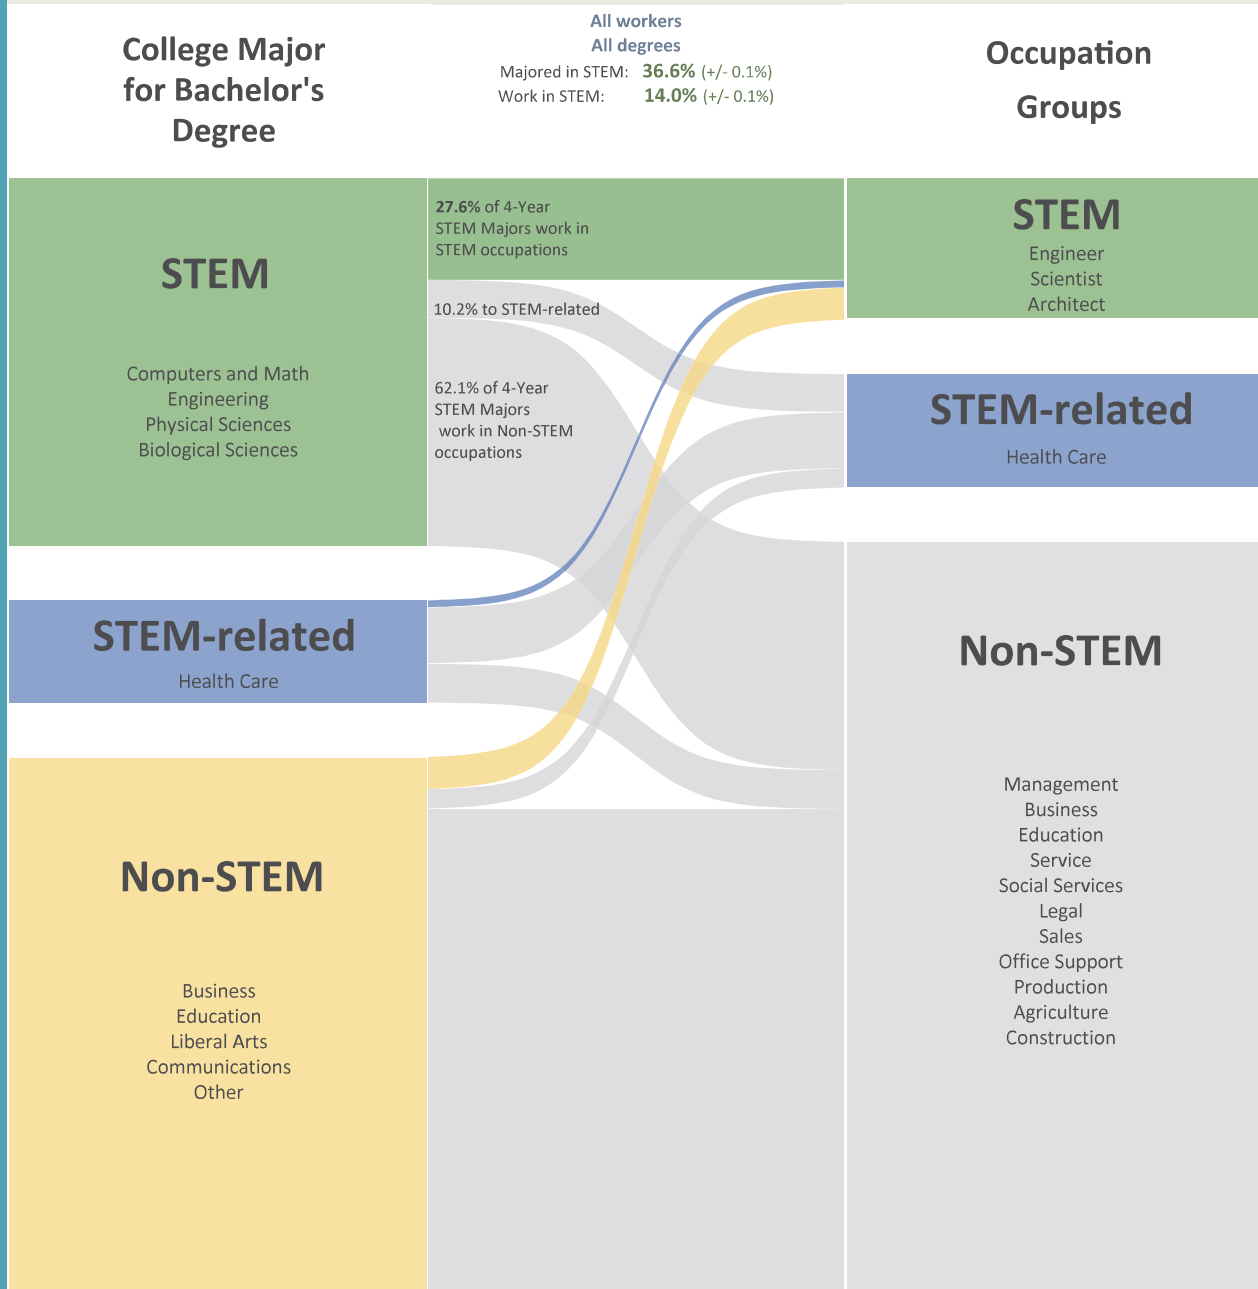 College Major
for Bachelor's
Degree
All workers
All degrees
Majored in STEM: 36.6% (+/- 0.1%)
Work in STEM: 14.0% (+/- 0.1%)
Occupation
Groups
STEM
Computers and Math
Engineering
Physical Sciences
Biological Sciences
27.6% of 4-Year
STEM Majors work in
STEM occupations
10.2% to STEM-related
62.1% of 4-Year
STEM Majors
work in Non-STEM
occupations
STEM
Engineer
Scientist
Architect
STEM-related
Health Care
STEM-related
Health Care
Non-STEM
Business
Education
Liberal Arts
Communications
Other
Non-STEM
Management
Business
Education
Service
Social Services
Legal
Sales
Office Support
Production
Agriculture
Construction